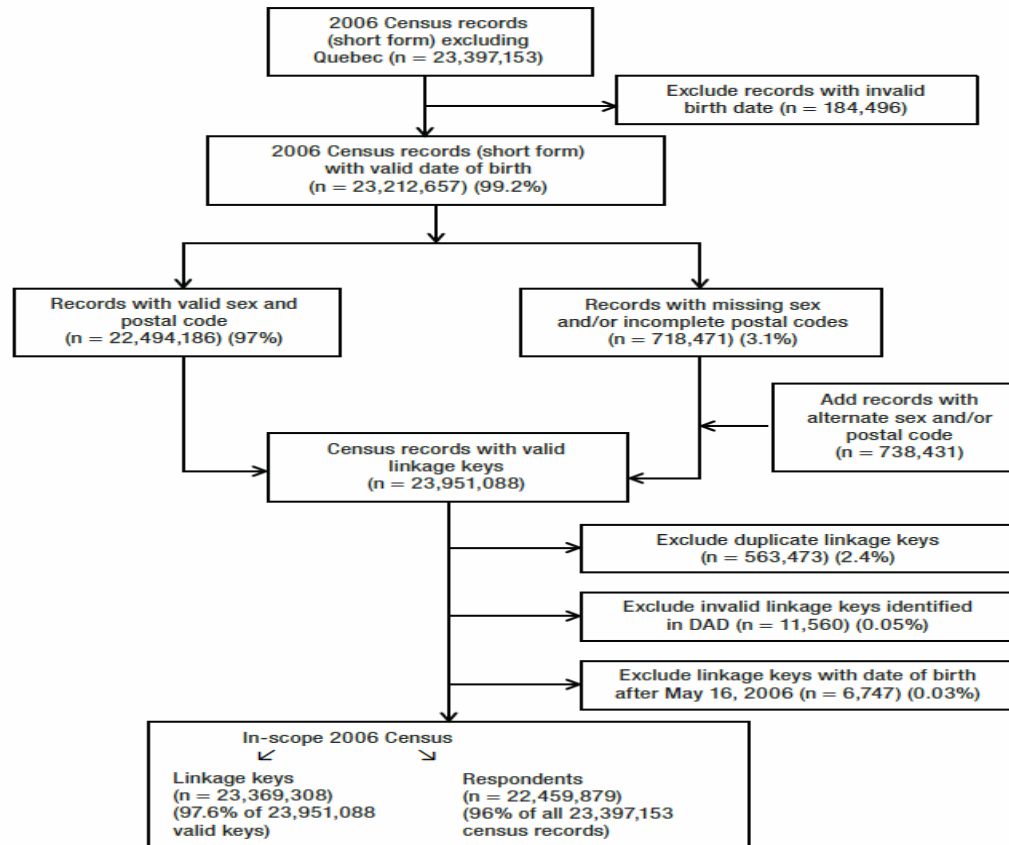 2006 Census records
(short form) excluding
Quebec (n = 23,397,153)
Exclude records with invalid
birth date (n = 184,496)
2006 Census records (short form)
with valid date of birth
(n = 23,212,657) (99.2%)
Records with valid sex and
postal code
(n = 22,494,186) (97%)
Records with missing sex
and/or incomplete postal codes
(n = 718,471) (3.1%)
Add records with
alternate sex and/or
postal code
(n = 738,431)
Census records with valid
linkage keys
(n = 23,951,088)
Exclude duplicate linkage keys
(n = 563,473) (2.4%)
Exclude invalid linkage keys identified
in DAD (n = 11,560) (0.05%)
Exclude linkage keys with date of birth
after May 16, 2006 (n = 6,747) (0.03%)
In-scope 2006 Census
Linkage keys
(n = 23,369,308)
(97.6% of 23,951,088
valid keys)
Respondents
(n = 22,459,879)
(96% of all 23,397,153
census records)